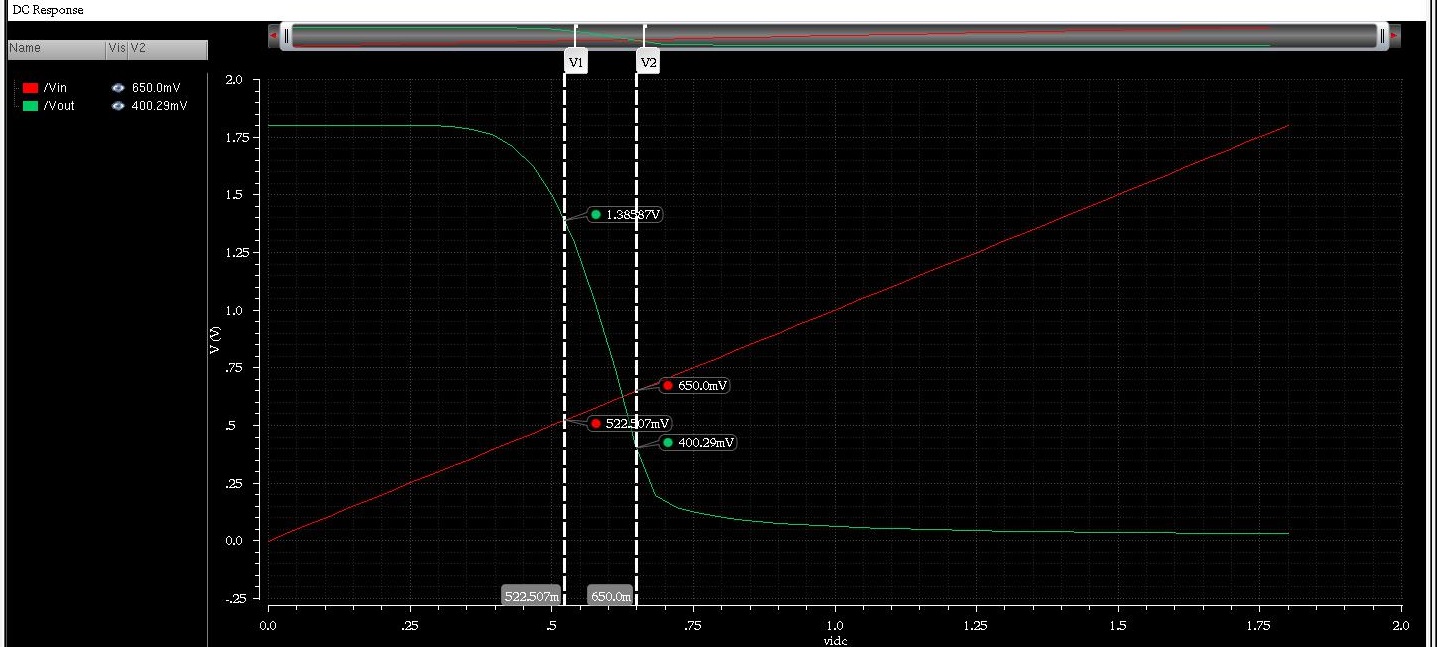 DC Response
Name Vis V2
/Vin 650.0mV
/Vout 400.29mV
V1 V2
2.0
1.75
1.5
1.38587V
1.25
1.0
V (V)
.75
650.0mV
522.507mV
.5
400.29mV
.25
0.0
522.507m 650.0m
-.25
0.0 .25 .5 .75 1.0 1.25 1.5 1.75 2.0
vidc